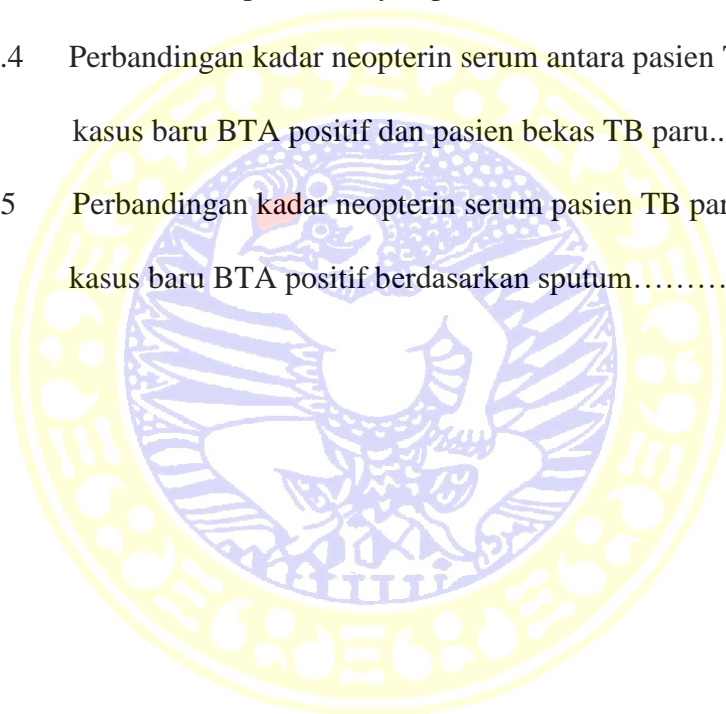 .4 Perbandingan kadar neopterin serum antara pasien
kasus baru BTA positif dan pasien bekas TB paru..
5 Perbandingan kadar neopterin serum pasien TB par
kasus baru BTA positif berdasarkan sputum………